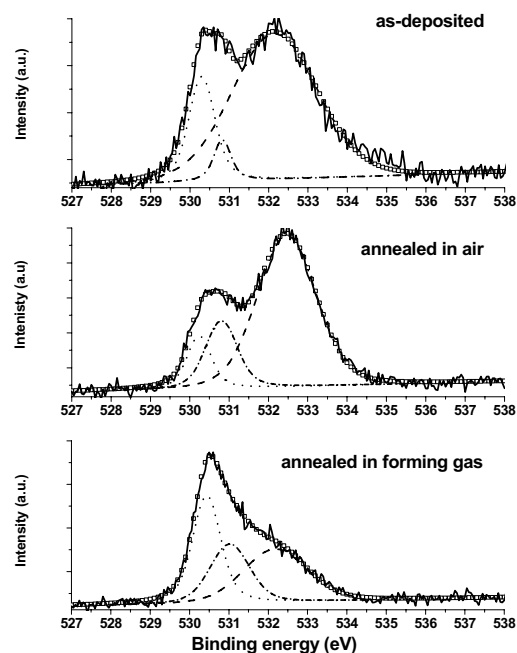 as-deposited
Intensity (a.u.)
527 528 529 530 531 532 533 534 535 536 537 538
annealed in air
Intenisty (a.u)
527 528 529 530 531 532 533 534 535 536 537 538
annealed in forming gas
Intensity (a.u.)
527 528 529 530 531 532 533 534 535 536 537 538
Binding energy (eV)